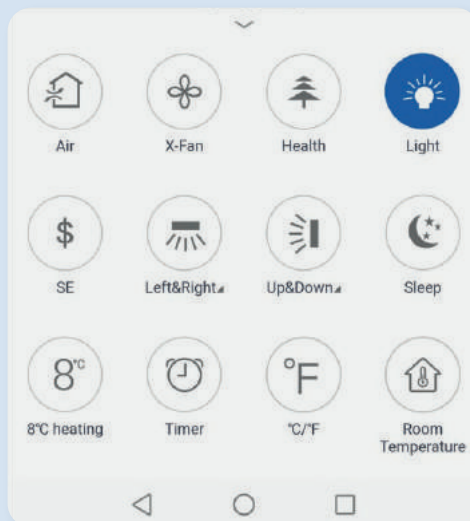 Air X-Fan Health Light
$
SE Left&Right Up&Down Sleep
8°C °F
8°C heating Timer °C/°F Room
Temperature